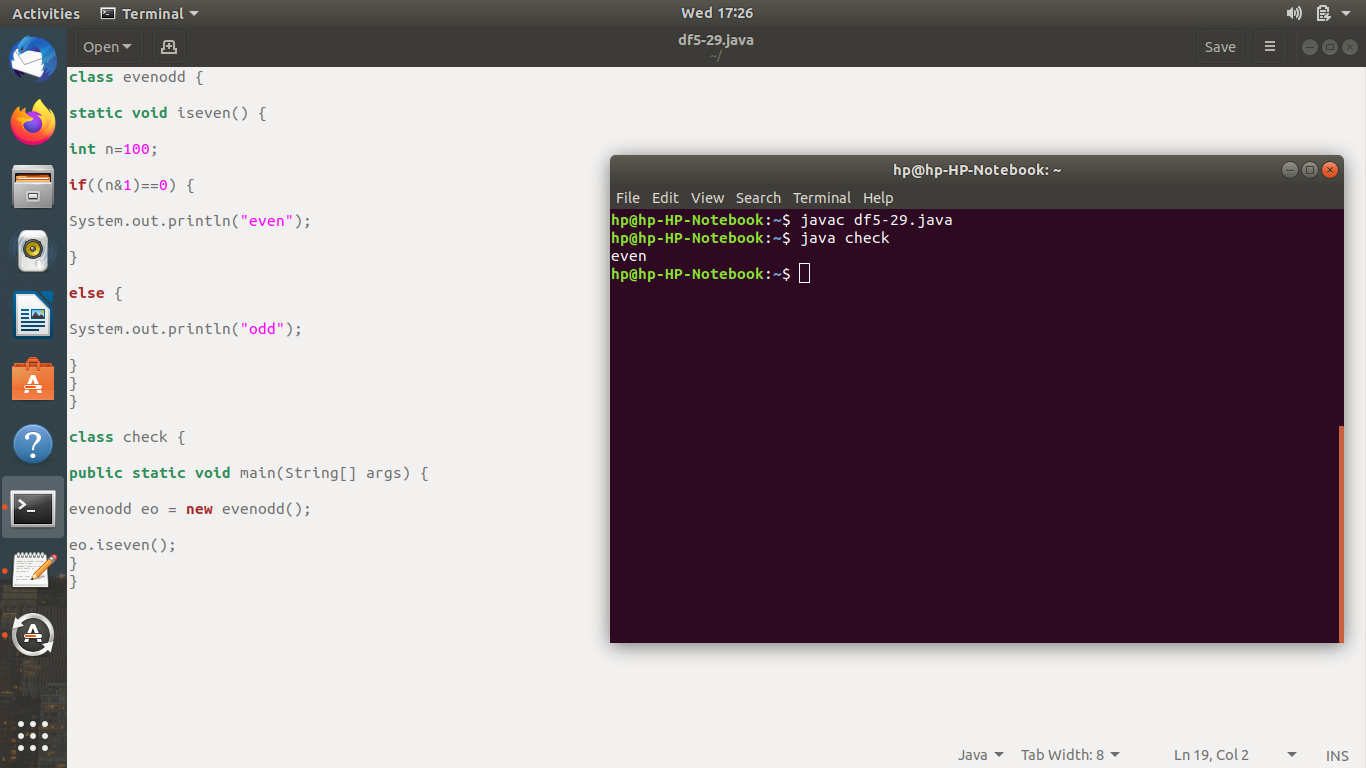 Activities Terminal Wed 17:26
Open df5-29.java Save
~/
class evenodd {
static void iseven() {
int n=100;
if((n&1)==0) {
System.out.println("even");
}
else {
System.out.println("odd");
}
}
}
class check {
public static void main(String[] args) {
evenodd eo = new evenodd();
eo.iseven();
}
}
hp@hp-HP-Notebook: ~
File Edit View Search Terminal Help
hp@hp-HP-Notebook:~$ javac df5-29.java
hp@hp-HP-Notebook:~$ java check
even
hp@hp-HP-Notebook:~$
Java Tab Width: 8 Ln 19, Col 2 INS